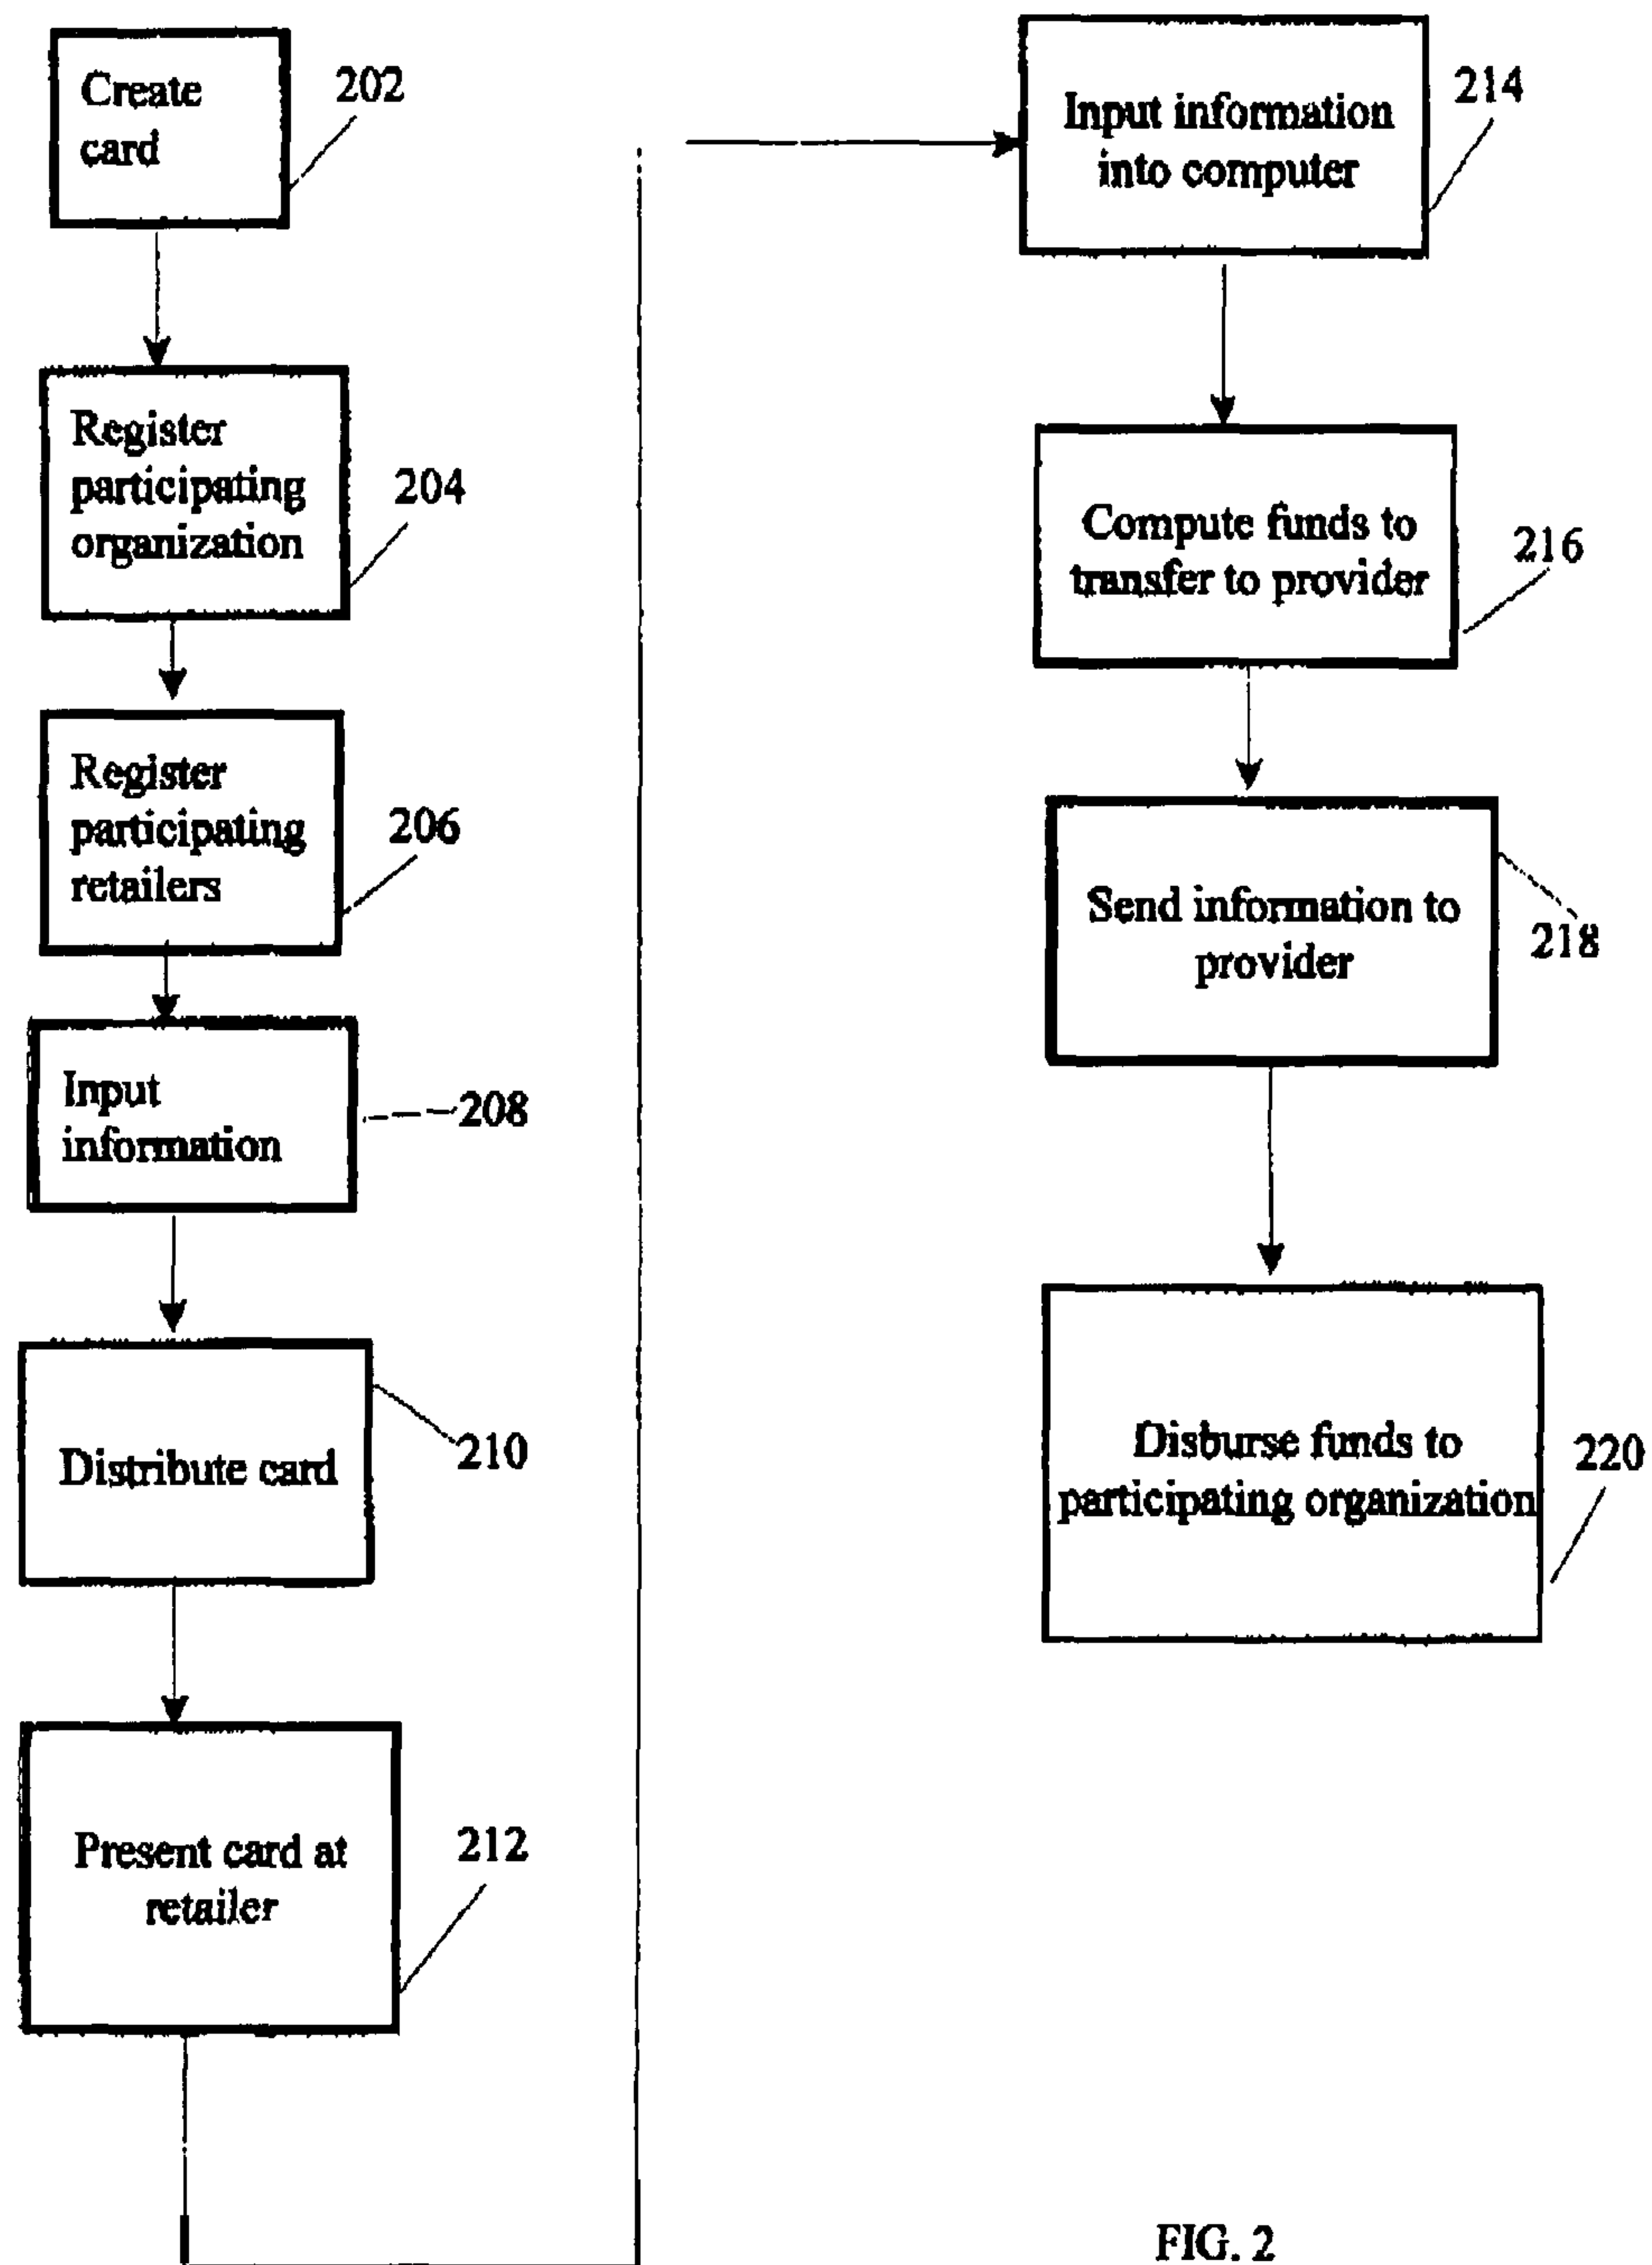 Create
card
202
Register
participating
organization
204
Register
participating
retailers
206
Input
information
208
Distribute card
210
Present card at
retailer
212
Input information
into computer
214
Compute funds to
transfer to provider
216
Send information to
provider
218
Disburse funds to
participating organization
220
FIG. 2